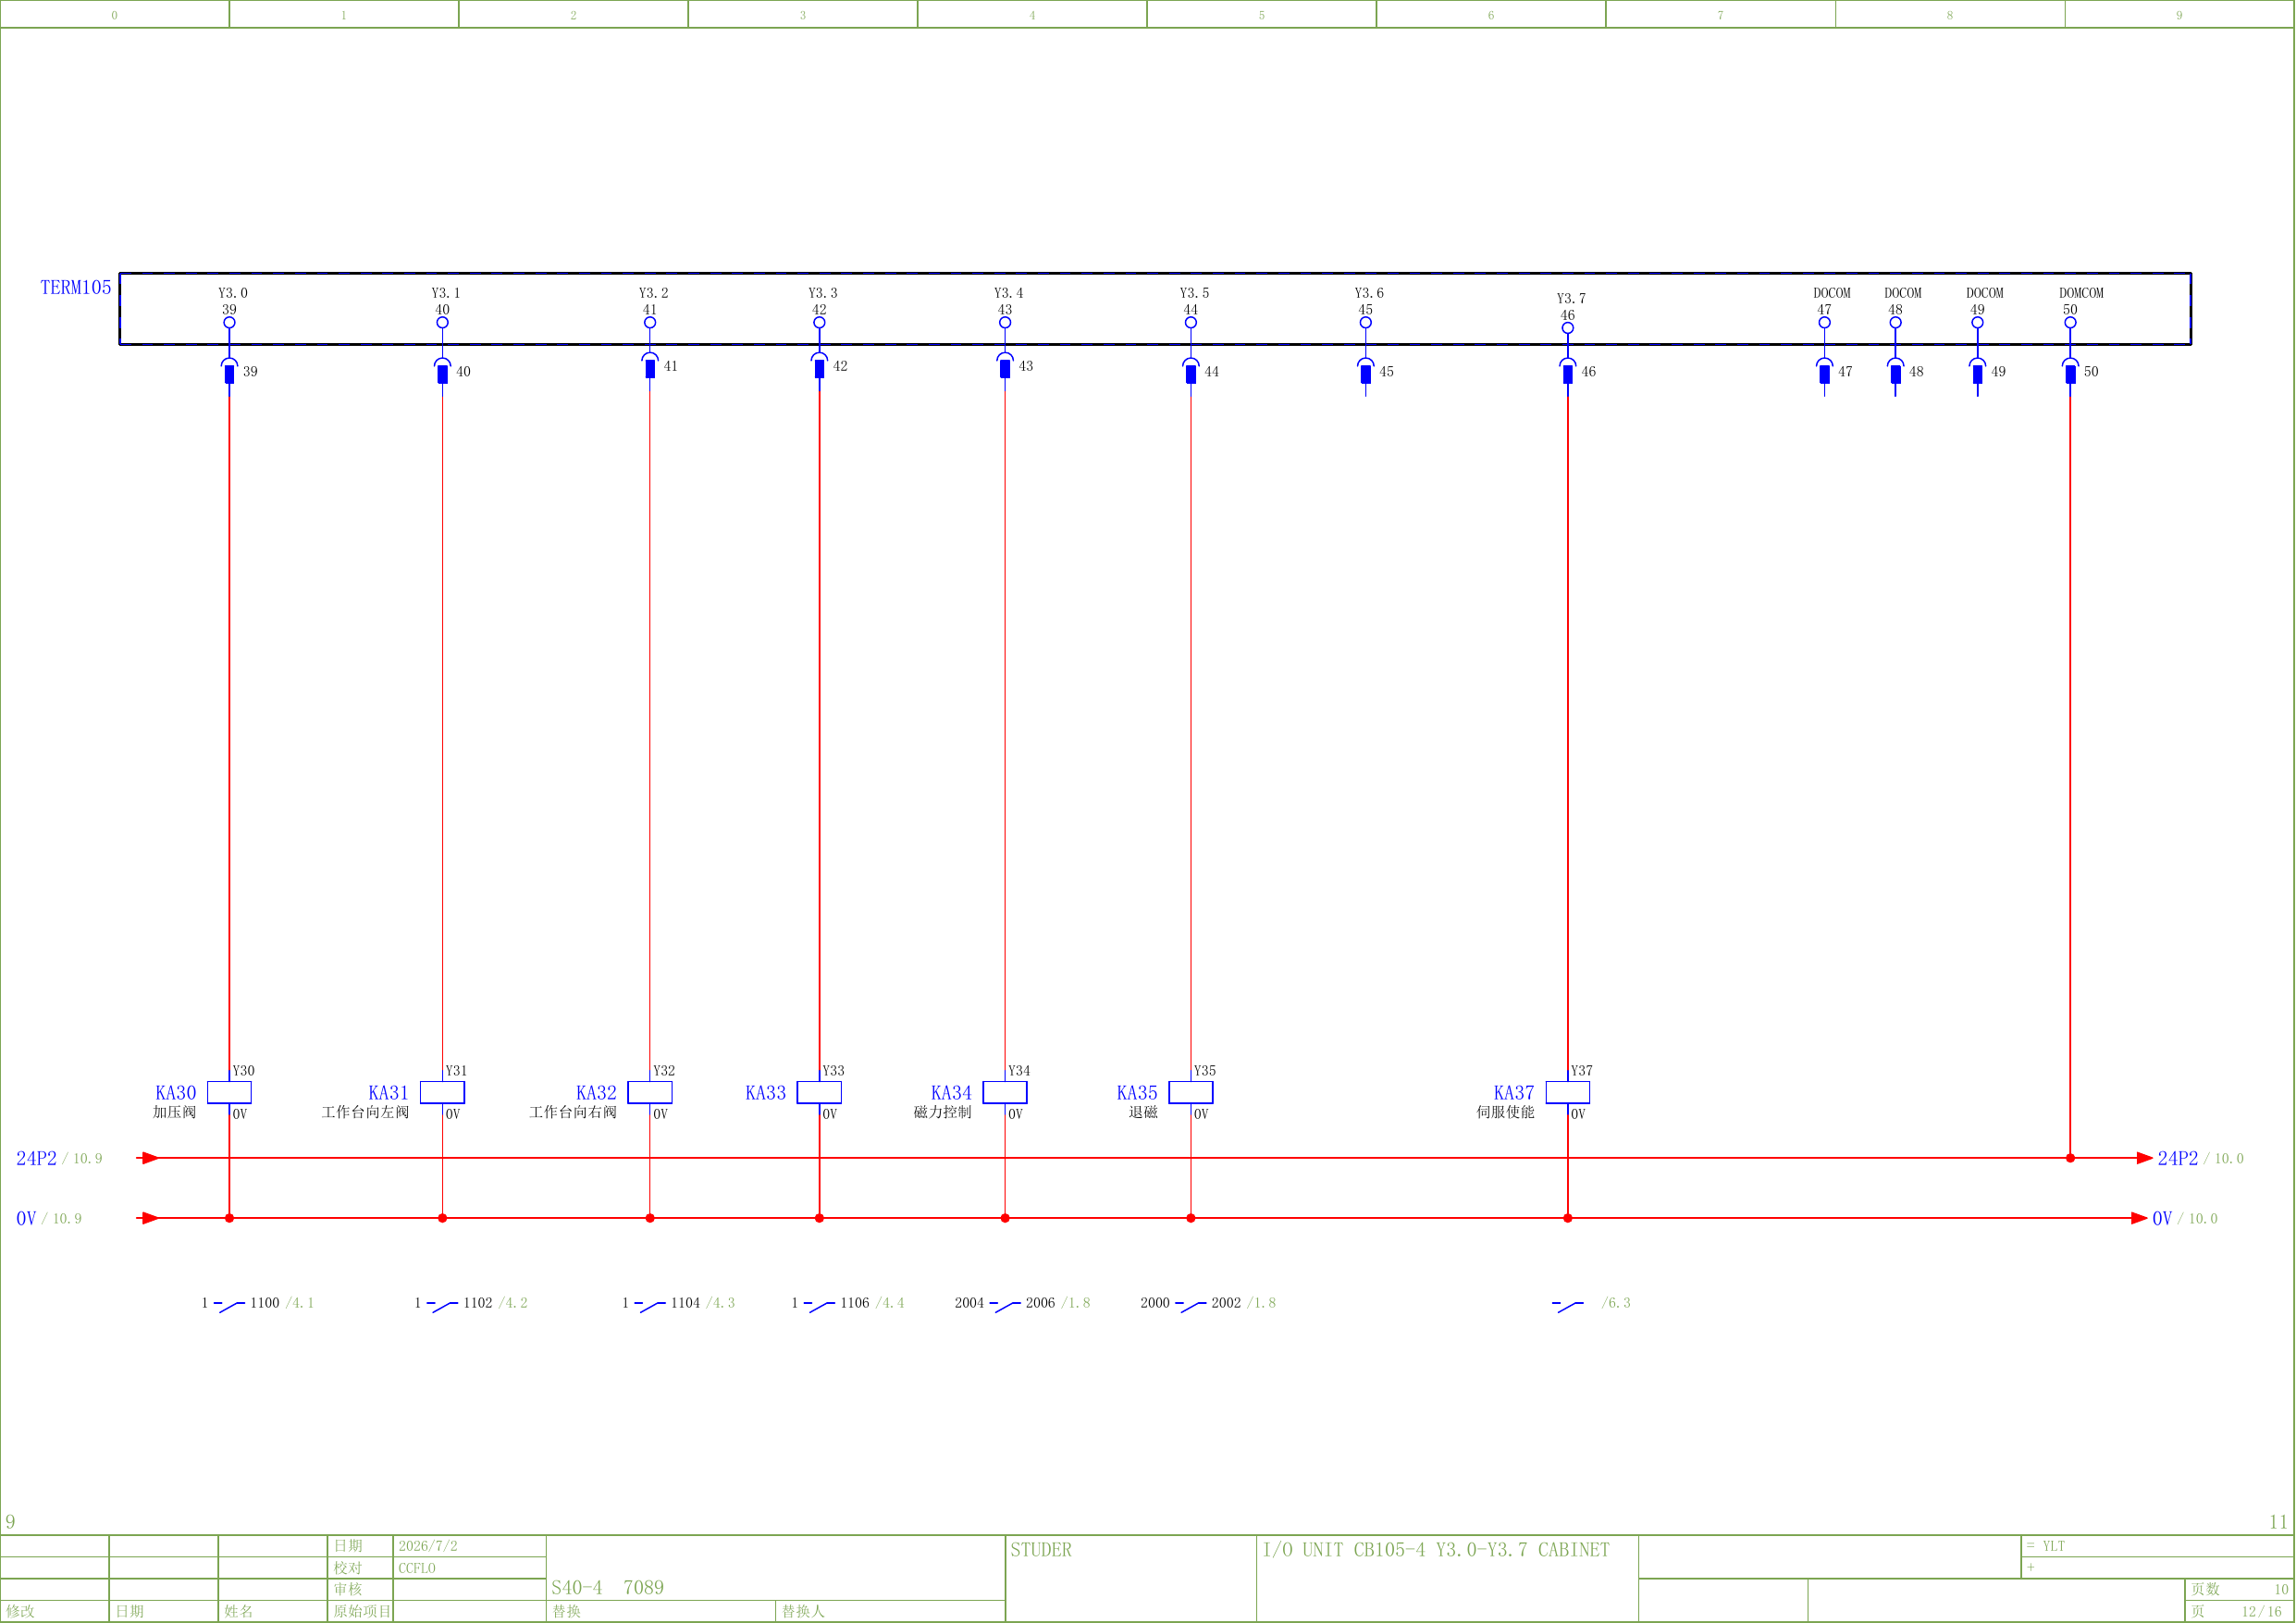 0 1 2 3 4 5 6 7 8 9
TERM105
Y3.0 Y3.1 Y3.2 Y3.3 Y3.4 Y3.5 Y3.6 Y3.7 DOCOM DOCOM DOCOM DOMCOM
39 40 41 42 43 44 45 46 47 48 49 50
39 40 41 42 43 44 45 46 47 48 49 50
Y30 Y31 Y32 Y33 Y34 Y35 Y37
KA30 KA31 KA32 KA33 KA34 KA35 KA37
加压阀 0V 工作台向左阀 0V 工作台向右阀 0V 0V 磁力控制 0V 退磁 0V 伺服使能 0V
24P2 / 10.9 24P2 / 10.0
0V / 10.9 0V / 10.0
1 1100 /4.1 1 1102 /4.2 1 1104 /4.3 1 1106 /4.4 2004 2006 /1.8 2000 2002 /1.8 /6.3
9 11
日期 2026/7/2 STUDER I/O UNIT CB105-4 Y3.0-Y3.7 CABINET = YLT
校对 CCFLO +
审核 S40-4 7089 页数 10
修改 日期 姓名 原始项目 替换 替换人 页 12/16